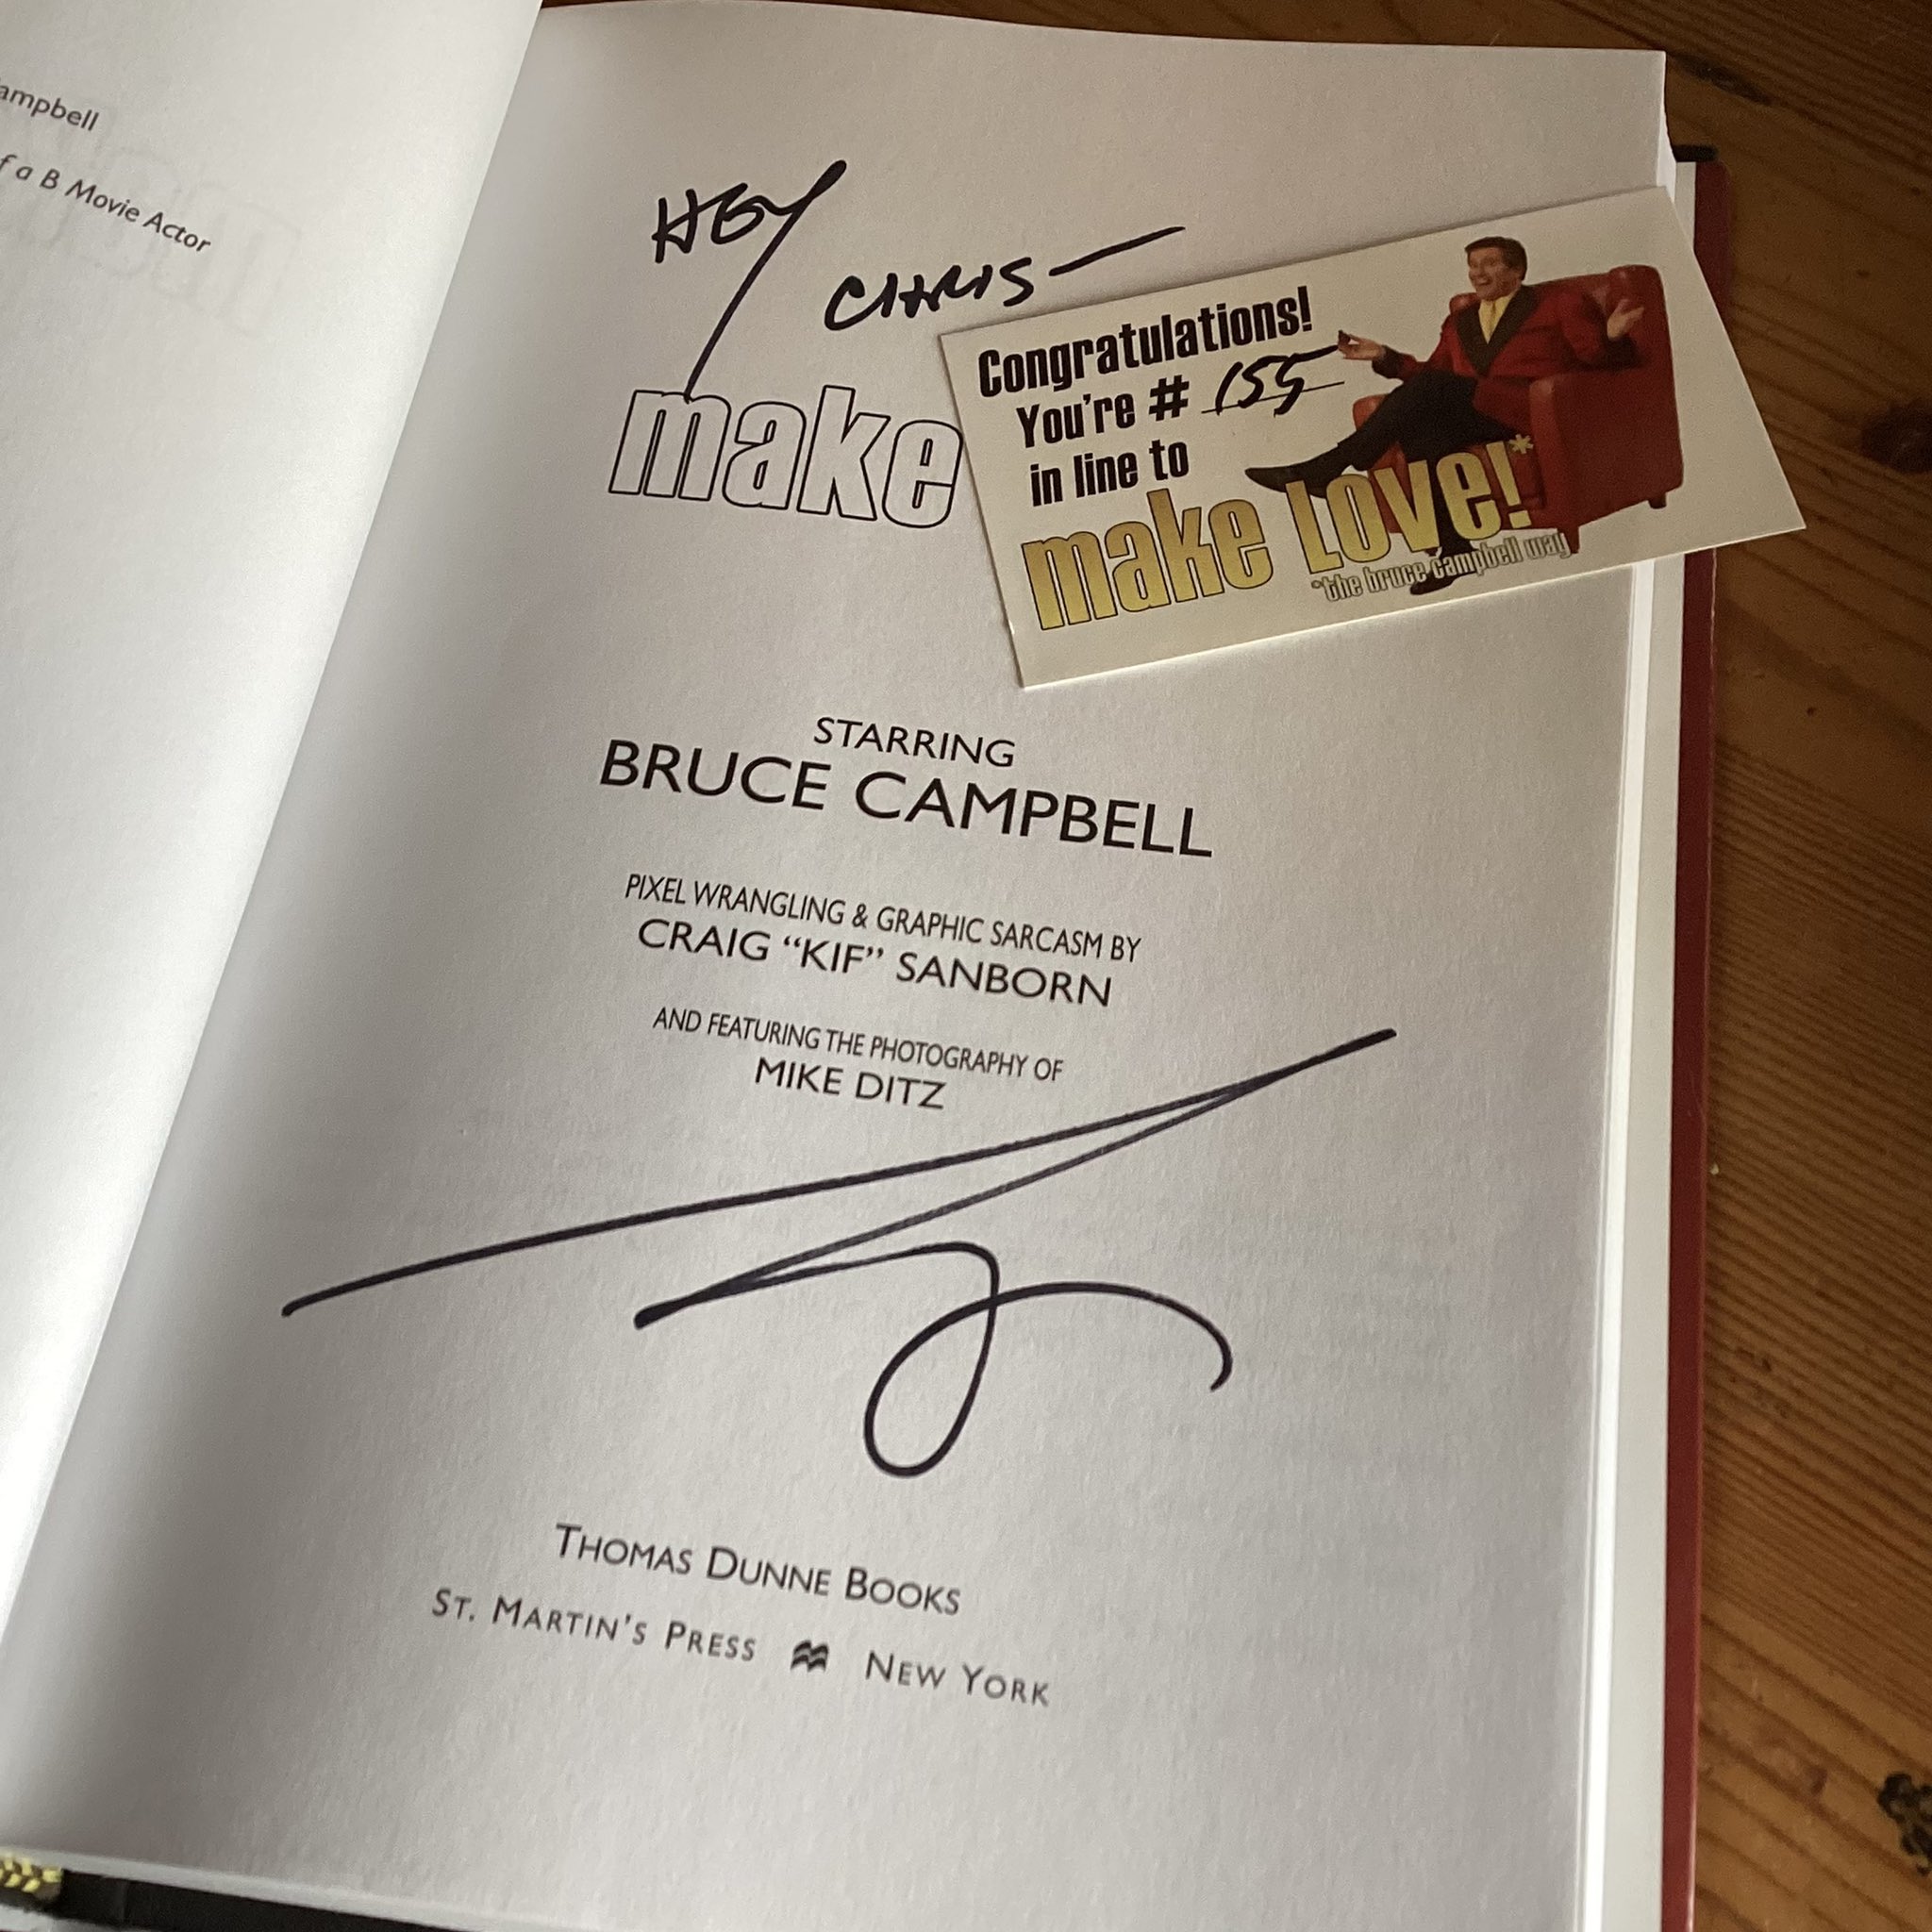 ampbell
f a B Movie Actor
HEY
CHRIS—
make
Congratulations!
You're # 155
in line to
make Love!*
*the bruce campbell way
STARRING
BRUCE CAMPBELL
PIXEL WRANGLING & GRAPHIC SARCASM BY
CRAIG “KIF” SANBORN
AND FEATURING THE PHOTOGRAPHY OF
MIKE DITZ
THOMAS DUNNE BOOKS
ST. MARTIN'S PRESS NEW YORK